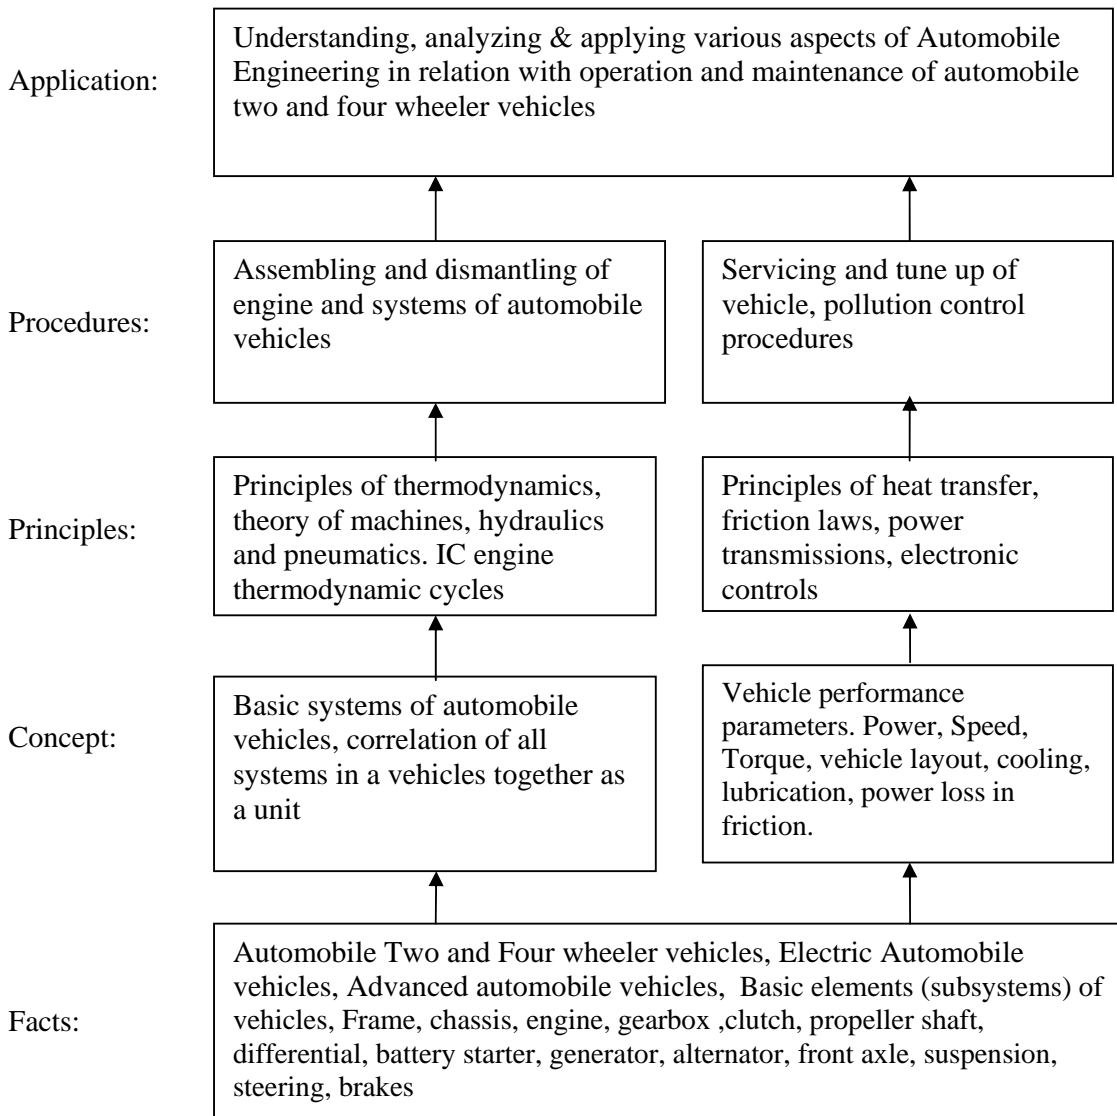 Application:
Understanding, analyzing & applying various aspects of Automobile
Engineering in relation with operation and maintenance of automobile
two and four wheeler vehicles
Procedures:
Assembling and dismantling of
engine and systems of automobile
vehicles
Servicing and tune up of
vehicle, pollution control
procedures
Principles:
Principles of thermodynamics,
theory of machines, hydraulics
and pneumatics. IC engine
thermodynamic cycles
Principles of heat transfer,
friction laws, power
transmissions, electronic
controls
Concept:
Basic systems of automobile
vehicles, correlation of all
systems in a vehicles together as
a unit
Vehicle performance
parameters. Power, Speed,
Torque, vehicle layout, cooling,
lubrication, power loss in
friction.
Facts:
Automobile Two and Four wheeler vehicles, Electric Automobile
vehicles, Advanced automobile vehicles,  Basic elements (subsystems) of
vehicles, Frame, chassis, engine, gearbox ,clutch, propeller shaft,
differential, battery starter, generator, alternator, front axle, suspension,
steering, brakes